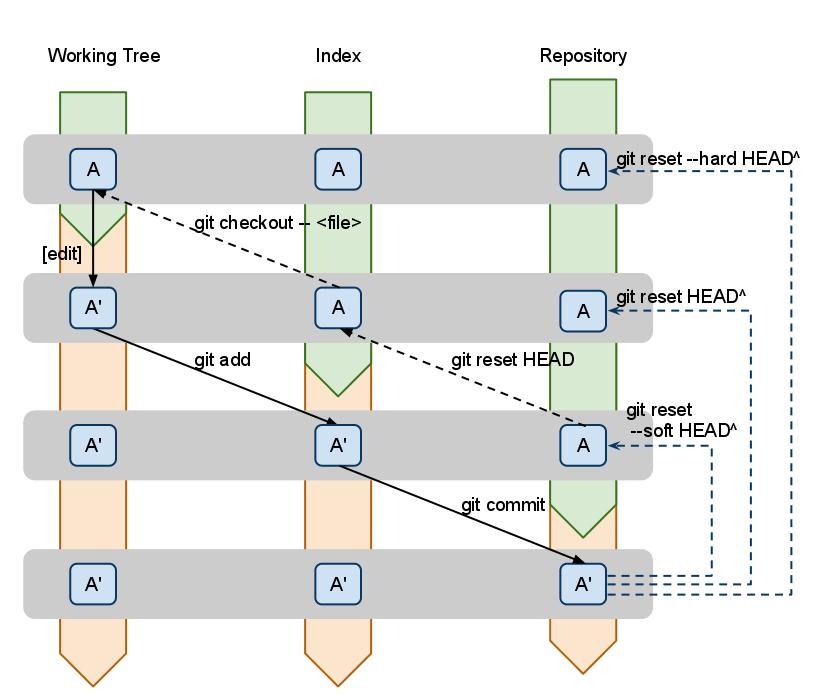 Working Tree
Index
Repository
A
A
A
git reset --hard HEAD^
git checkout -- <file>
[edit]
A'
A
A
git reset HEAD^
git add
git reset HEAD
git reset
--soft HEAD^
A'
A'
A
git commit
A'
A'
A'